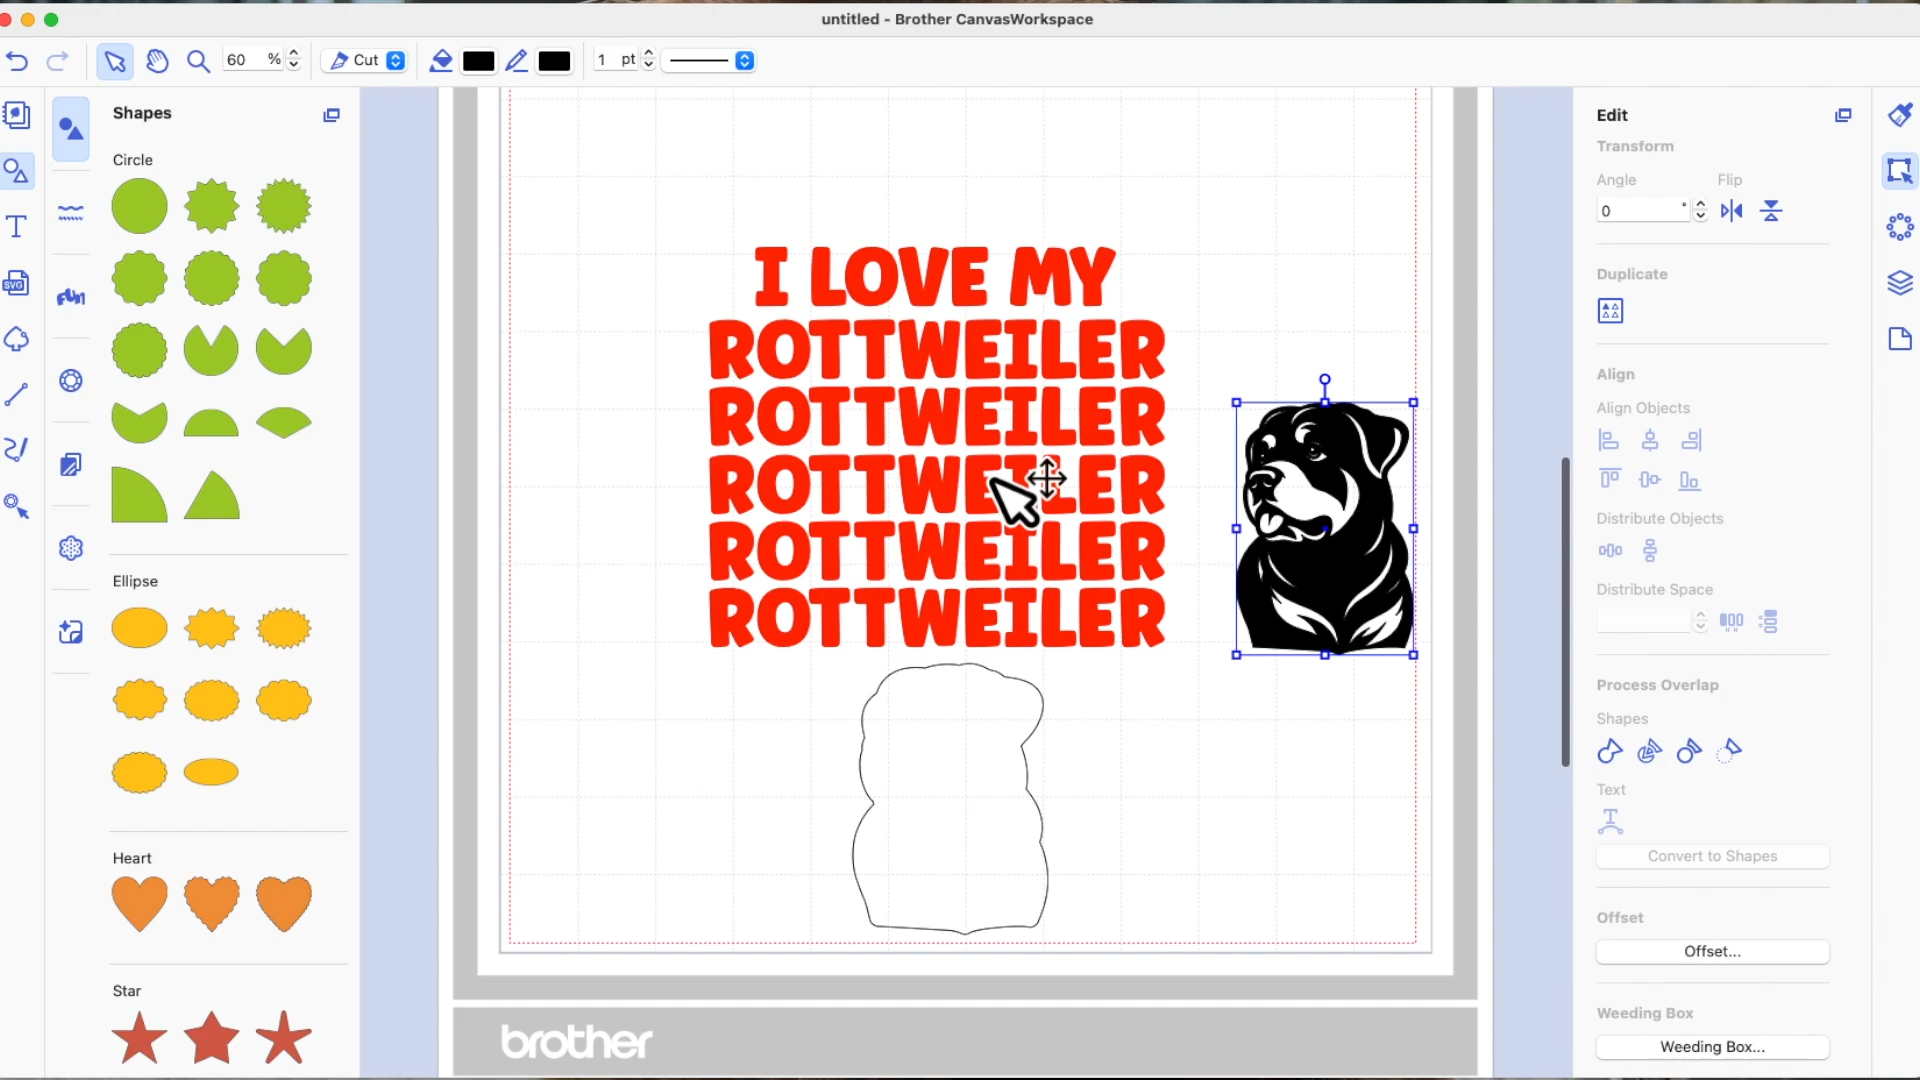 untitled - Brother CanvasWorkspace
60 %
Cut
1 pt
Shapes
Circle
Ellipse
Heart
Star
T
SVG
FUN
I LOVE MY
ROTTWEILER
ROTTWEILER
ROTTWEILER
ROTTWEILER
ROTTWEILER
brother
Edit
Transform
Angle
Flip
0 °
Duplicate
Align
Align Objects
Distribute Objects
Distribute Space
Process Overlap
Shapes
Text
Convert to Shapes
Offset
Offset...
Weeding Box
Weeding Box...